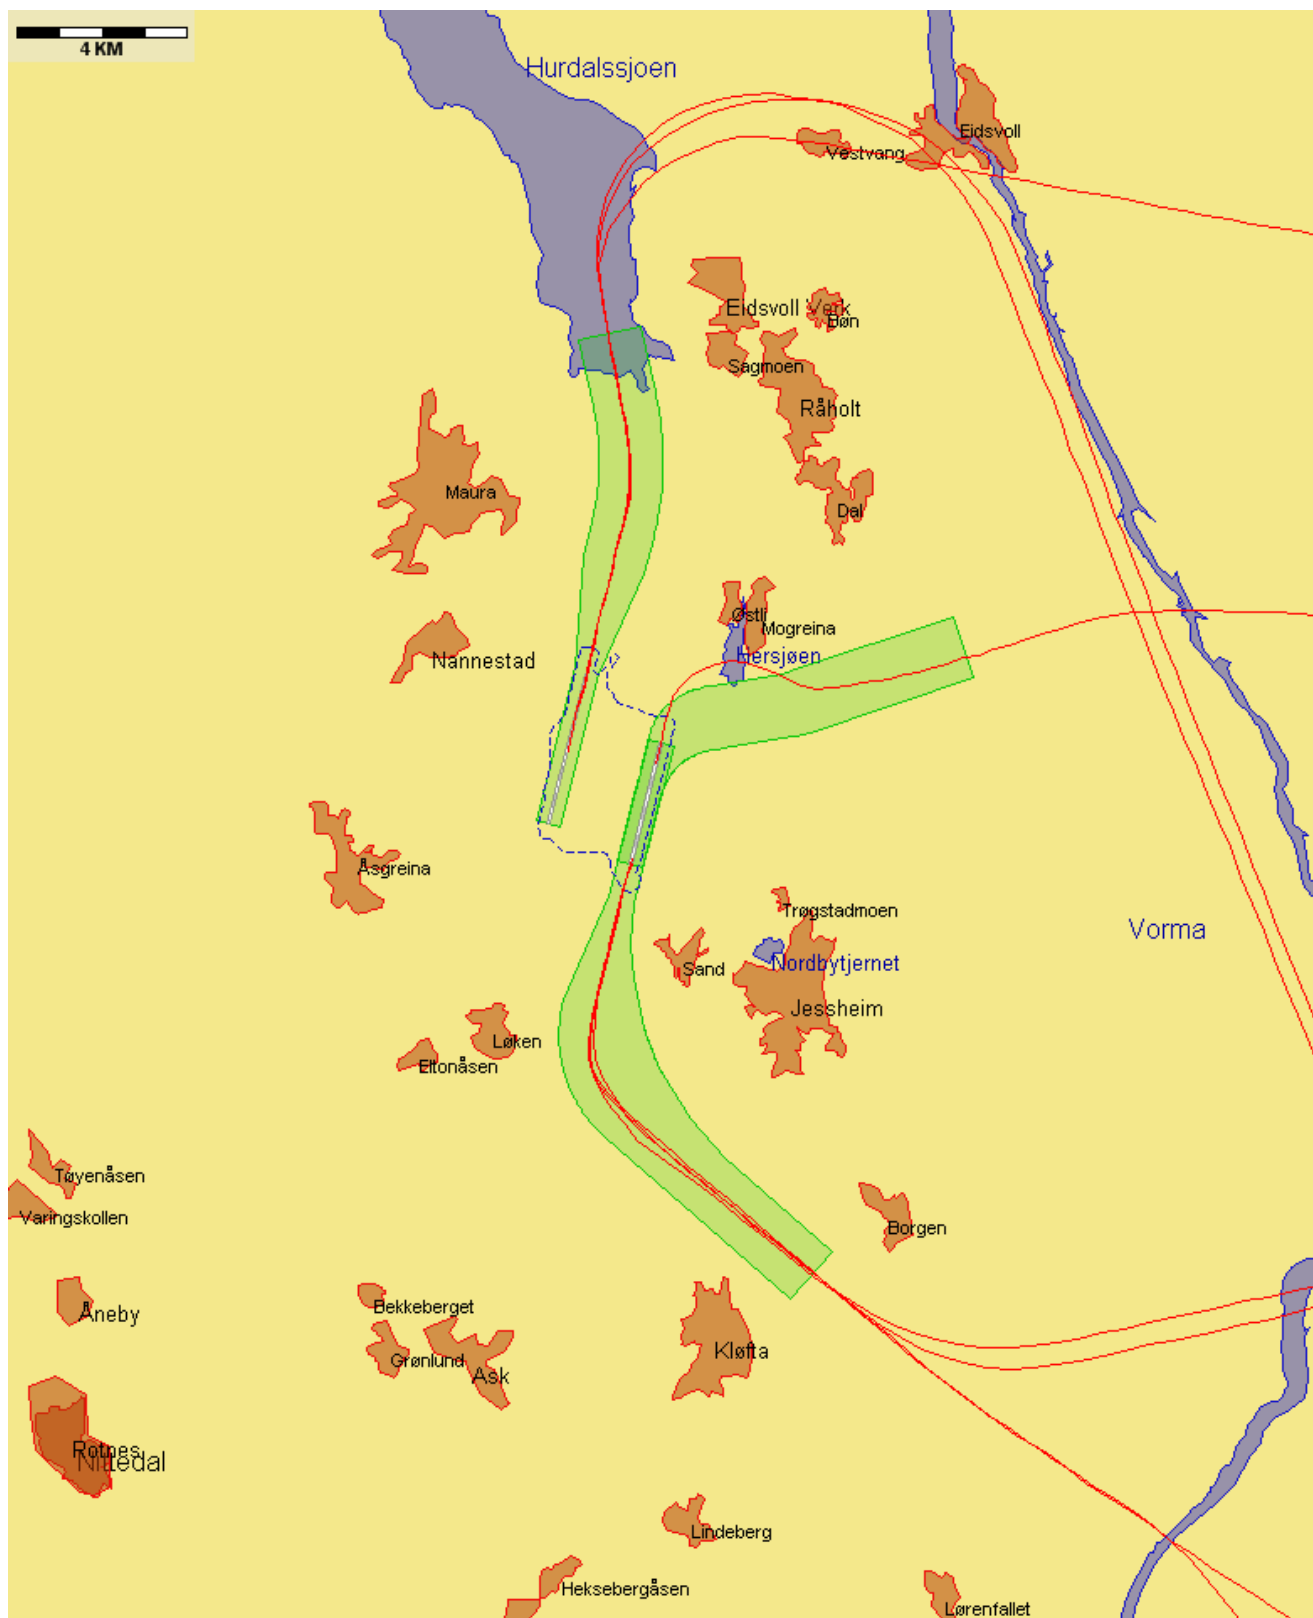 4 KM
Hurdalssjoen
Eidsvoll
Vestvang
Eidsvoll Verk
Bøn
Sagmoen
Råholt
Maura
Dal
Østli
Mogreina
Nannestad
Hersjøen
Åsgreina
Trøgstadmoen
Vorma
Sand
Nordbytjernet
Jessheim
Løken
Eltonåsen
Tøyenåsen
Varingskollen
Borgen
Bekkeberget
Åneby
Kløfta
Grønlund
Ask
Rotnes
Nittedal
Lindeberg
Heksebergåsen
Lørenfallet